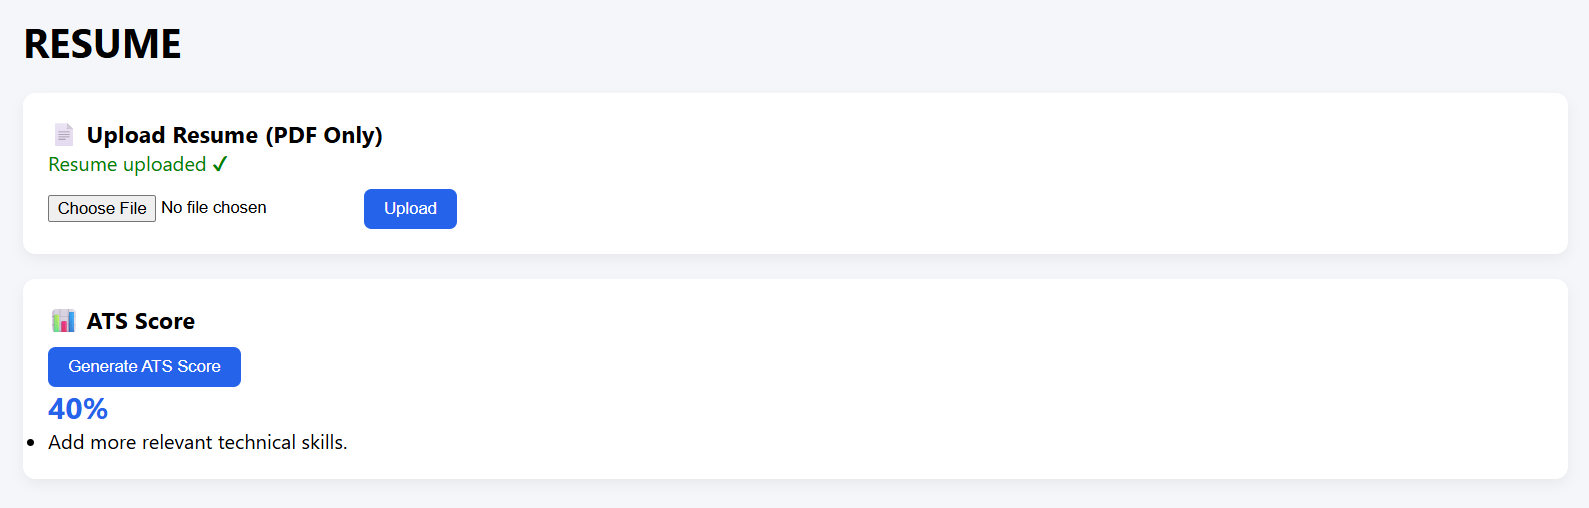 RESUME
Upload Resume (PDF Only)
Resume uploaded ✓
Choose File No file chosen Upload
ATS Score
Generate ATS Score
40%
• Add more relevant technical skills.